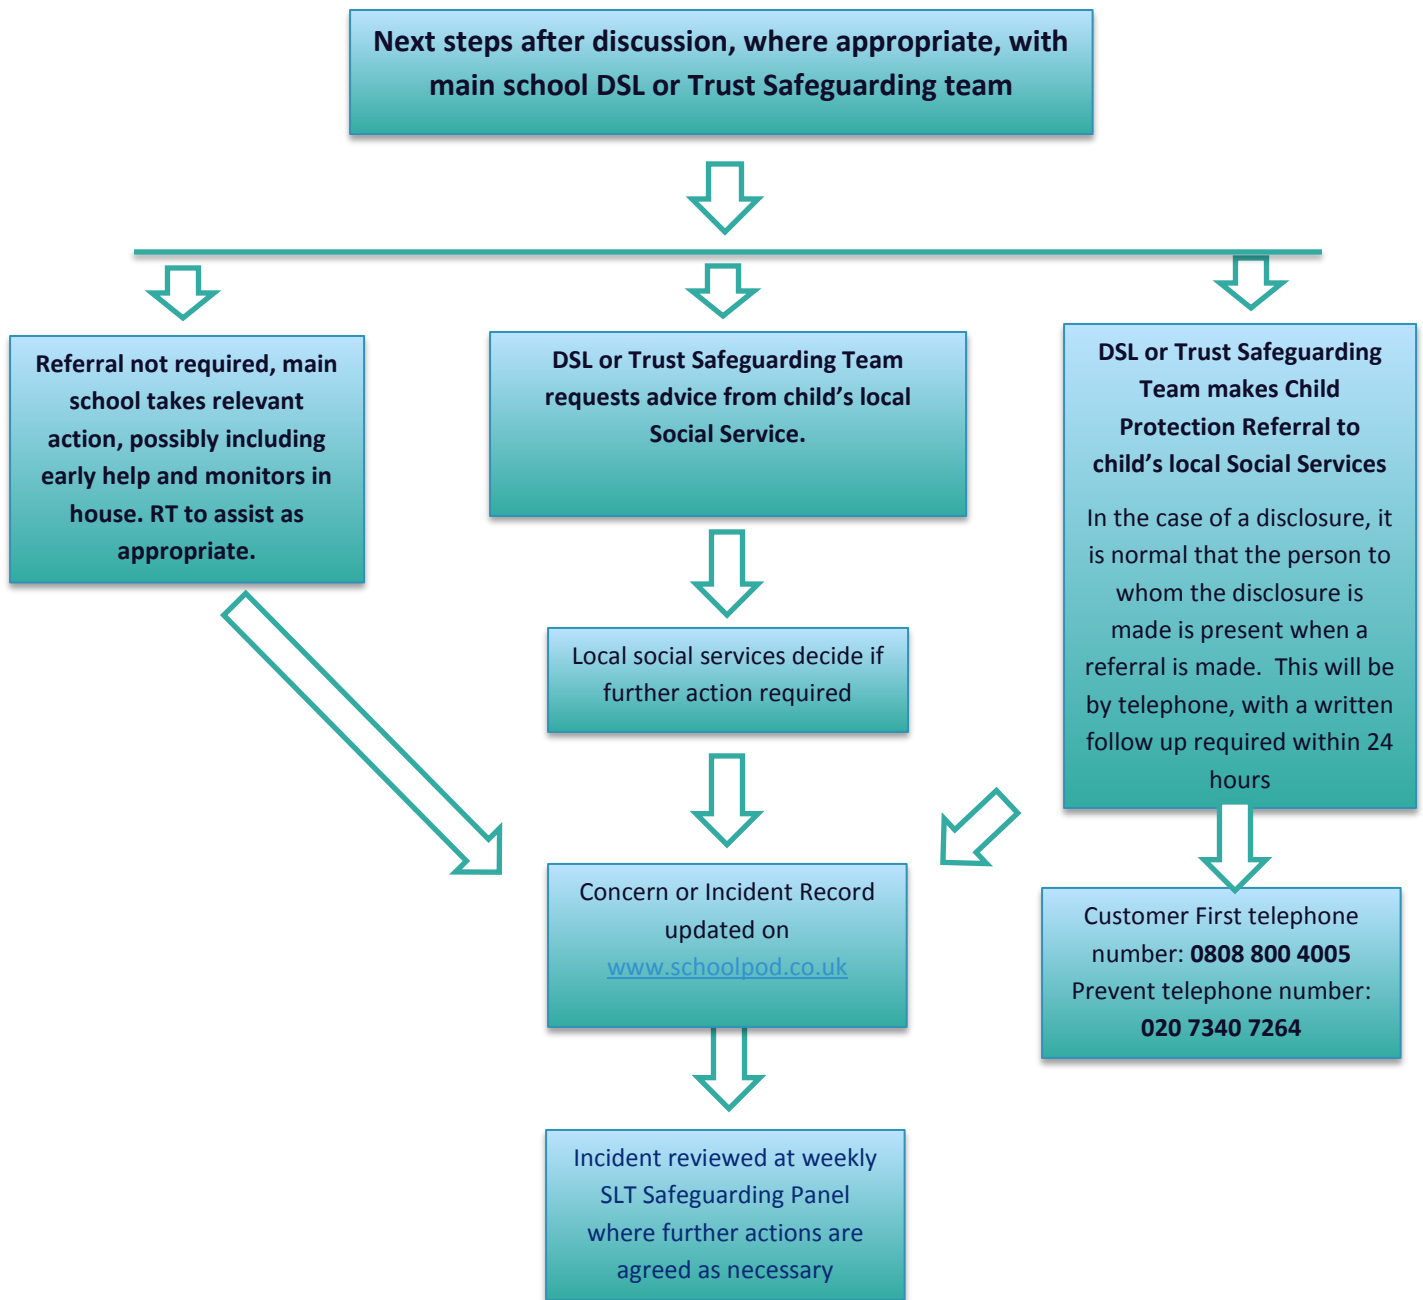 Next steps after discussion, where appropriate, with
main school DSL or Trust Safeguarding team
Referral not required, main
school takes relevant
action, possibly including
early help and monitors in
house. RT to assist as
appropriate.
DSL or Trust Safeguarding Team
requests advice from child’s local
Social Service.
DSL or Trust Safeguarding
Team makes Child
Protection Referral to
child’s local Social Services
In the case of a disclosure, it
is normal that the person to
whom the disclosure is
made is present when a
referral is made.  This will be
by telephone, with a written
follow up required within 24
hours
Local social services decide if
further action required
Concern or Incident Record
updated on
www.schoolpod.co.uk
Customer First telephone
number: 0808 800 4005
Prevent telephone number:
020 7340 7264
Incident reviewed at weekly
SLT Safeguarding Panel
where further actions are
agreed as necessary